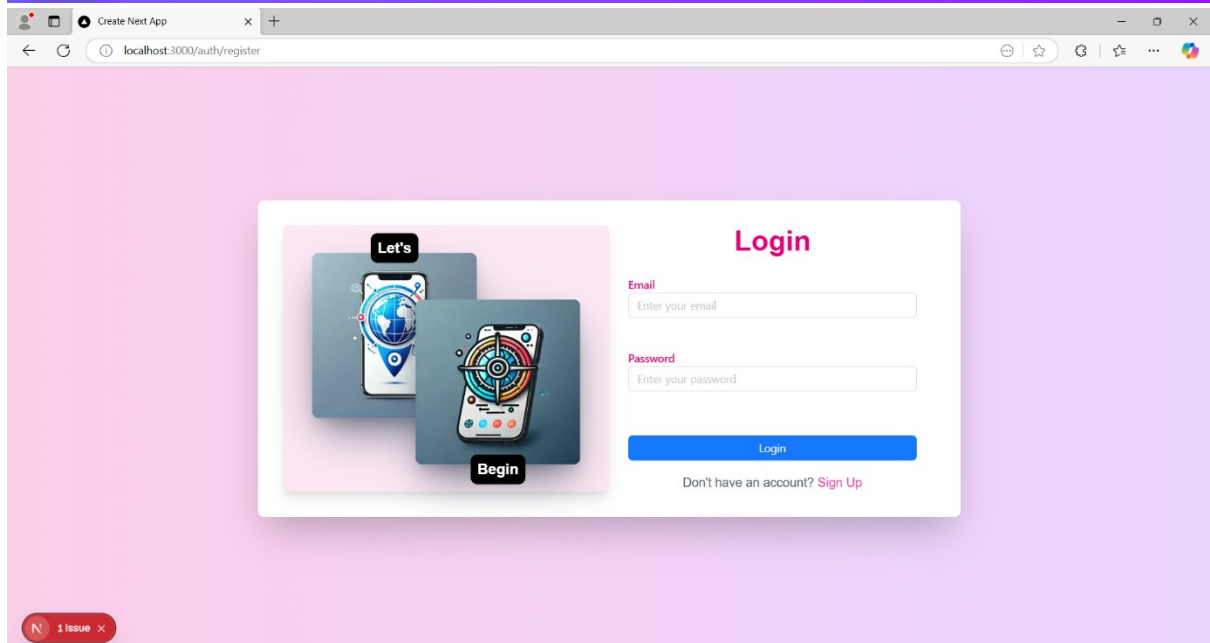 Create Next App
localhost:3000/auth/register
Let's
Begin
Login
Email
Enter your email
Password
Enter your password
Login
Don't have an account? Sign Up
N 1 Issue